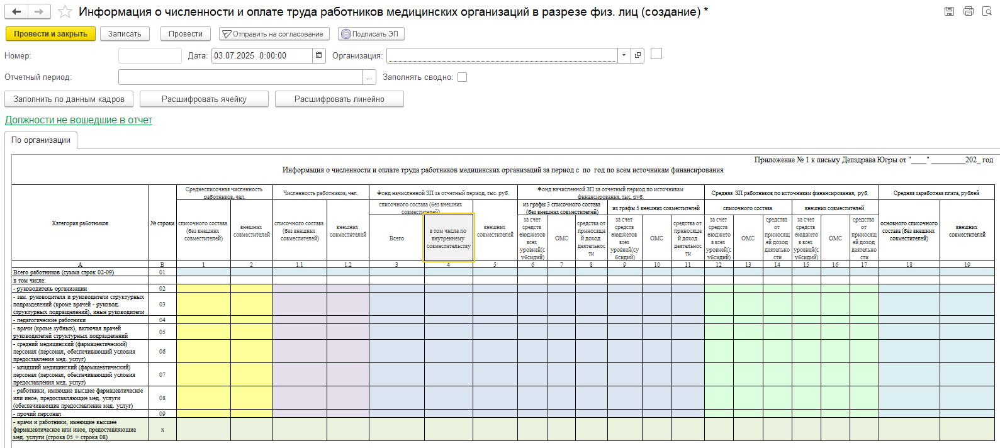 Информация о численности и оплате труда работников медицинских организаций в разрезе физ. лиц (создание) *
Провести и закрыть
Записать
Провести
Отправить на согласование
Подписать ЭП
Номер:
Дата:
03.07.2025 0:00:00
Организация:
Отчетный период:
...
Заполнять сводно:
Заполнить по данным кадров
Расшифровать ячейку
Расшифровать линейно
Должности не вошедшие в отчет
По организации
Приложение № 1 к письму Депздрава Югры от "____" _________202_ год
Информация о численности и оплате труда работников медицинских организаций за период с по год по всем источникам финансирования
Категория работников
№ строки
Среднесписочная численность
работников, чел.
списочного состава
(без внешних
совместителей)
внешних
совместителей
Численность работников, чел.
списочного состава
(без внешних
совместителей)
внешних
совместителей
Фонд начисленной ЗП за отчетный период, тыс. руб.
списочного состава (без внешних
совместителей)
Всего
в том числе по
внутреннему
совместительству
внешних
совместителей
Фонд начисленной ЗП за отчетный период по источникам
финансирования, тыс. руб.
из графы 3 списочного состава
(без внешних совместителей)
за счет
средств
бюджетов
всех
уровней(с
убсидий)
ОМС
средства от
приносяще
й доход
деятельнос
ти
из графы 5 внешних совместителей
за счет
средств
бюджетов
всех
уровней(су
бсидий)
ОМС
средства от
приносяще
й доход
деятельнос
ти
Средняя ЗП работников по источникам финансирования, руб.
списочного состава
за счет
средств
бюджето
в всех
уровней(с
убсидий)
ОМС
средства
от
приносящ
ей доход
деятельно
сти
внешних совместителей
за счет
средств
бюджето
в всех
уровней(с
убсидий)
ОМС
средства
от
приносящ
ей доход
деятельно
сти
Средняя заработная плата, рублей
основного списочного
состава (без внешних
совместителей)
внешних
совместителей
А В 1 2 1.1 1.2 3 4 5 6 7 8 9 10 11 12 13 14 15 16 17 18 19
Всего работников (сумма строк 02-09) 01
в том числе:
- руководитель организации 02
- зам. руководителя и руководители структурных
подразделений (кроме врачей - руковод.
структурных подразделений), иные руководители
03
- педагогические работники 04
- врачи (кроме зубных), включая врачей
руководителей структурных подразделений
05
- средний медицинский (фармацевтический)
персонал (персонал, обеспечивающий условия
предоставления мед. услуг)
06
- младший медицинский (фармацевтический)
персонал (персонал, обеспечивающий условия
предоставления мед. услуг)
07
- работники, имеющие высшее фармацевтическое
или иное, предоставляющие мед. услуги
(обеспечивающие предоставление мед. услуг)
08
- прочий персонал 09
- врачи и работники, имеющие высшее
фармацевтическое или иное, предоставляющие
мед. услуги (строка 05 + строка 08)
х